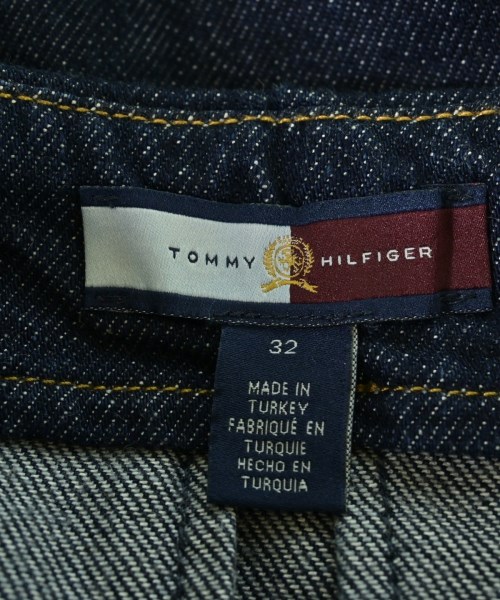 TOMMY HILFIGER
32
MADE IN
TURKEY
FABRIQUÉ EN
TURQUIE
HECHO EN
TURQUIA